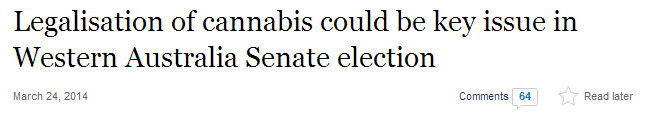 Legalisation of cannabis could be key issue in
Western Australia Senate election
March 24, 2014 Comments 64 Read later